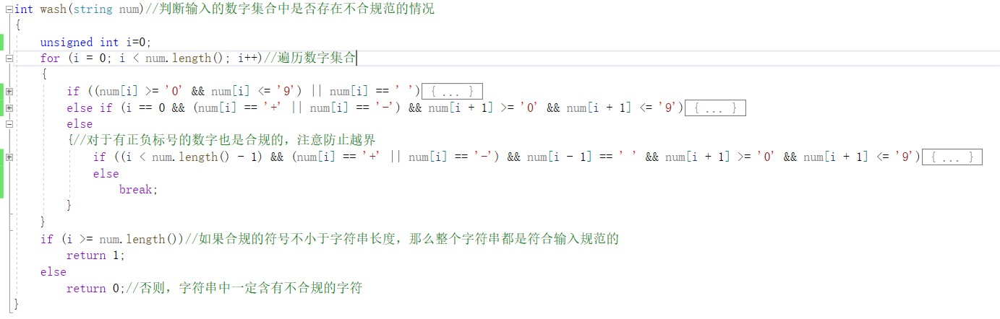 int wash(string num)//判断输入的数字集合中是否存在不合规范的情况
{
unsigned int i=0;
for (i = 0; i < num.length(); i++)//遍历数字集合
{
if ((num[i] >= '0' && num[i] <= '9') || num[i] == ' '){ ... }
else if (i == 0 && (num[i] == '+' || num[i] == '-') && num[i + 1] >= '0' && num[i + 1] <= '9'){ ... }
else
{//对于有正负标号的数字也是合规的，注意防止越界
if ((i < num.length() - 1) && (num[i] == '+' || num[i] == '-') && num[i - 1] == ' ' && num[i + 1] >= '0' && num[i + 1] <= '9'){ ... }
else
break;
}
}
if (i >= num.length())//如果合规的符号不小于字符串长度，那么整个字符串都是符合输入规范的
return 1;
else
return 0;//否则，字符串中一定含有不合规的字符
}